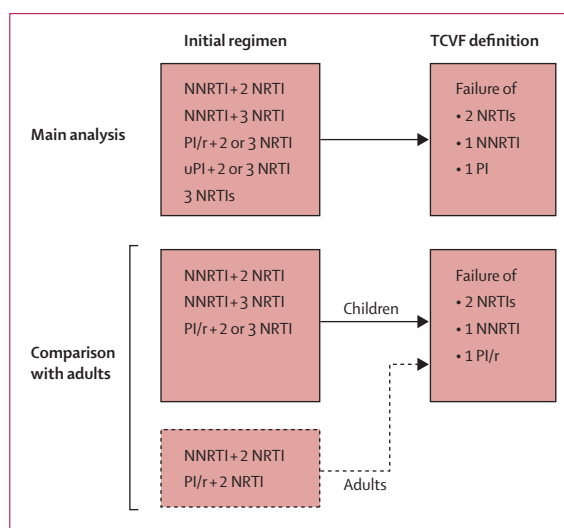 Initial regimen
TCVF definition
Main analysis
NNRTI + 2 NRTI
NNRTI + 3 NRTI
PI/r + 2 or 3 NRTI
uPI + 2 or 3 NRTI
3 NRTIs
Failure of
• 2 NRTIs
• 1 NNRTI
• 1 PI
Comparison
with adults
NNRTI + 2 NRTI
NNRTI + 3 NRTI
PI/r + 2 or 3 NRTI
Children
Failure of
• 2 NRTIs
• 1 NNRTI
• 1 PI/r
NNRTI + 2 NRTI
PI/r + 2 NRTI
Adults